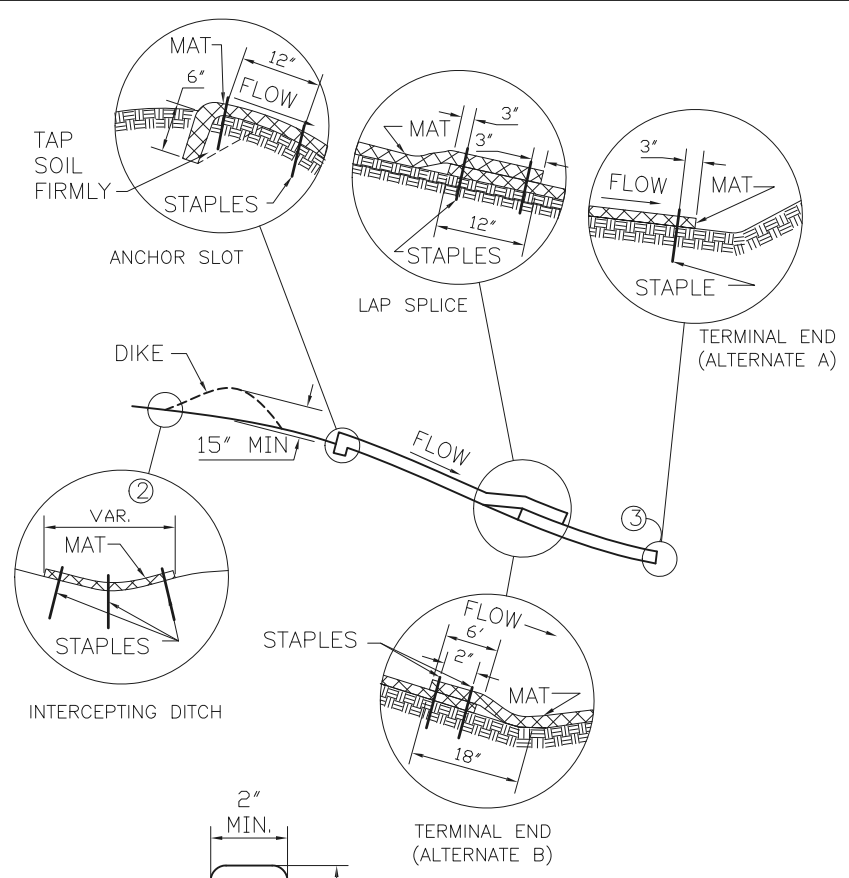 MAT
12"
6"
FLOW
TAP
SOIL
FIRMLY
STAPLES
ANCHOR SLOT
3"
MAT
3"
12"
STAPLES
LAP SPLICE
3"
FLOW
MAT
STAPLE
TERMINAL END
(ALTERNATE A)
DIKE
15" MIN
FLOW
2
VAR.
MAT
STAPLES
INTERCEPTING DITCH
3
FLOW
STAPLES
6'
2"
MAT
18"
TERMINAL END
(ALTERNATE B)
2"
MIN.